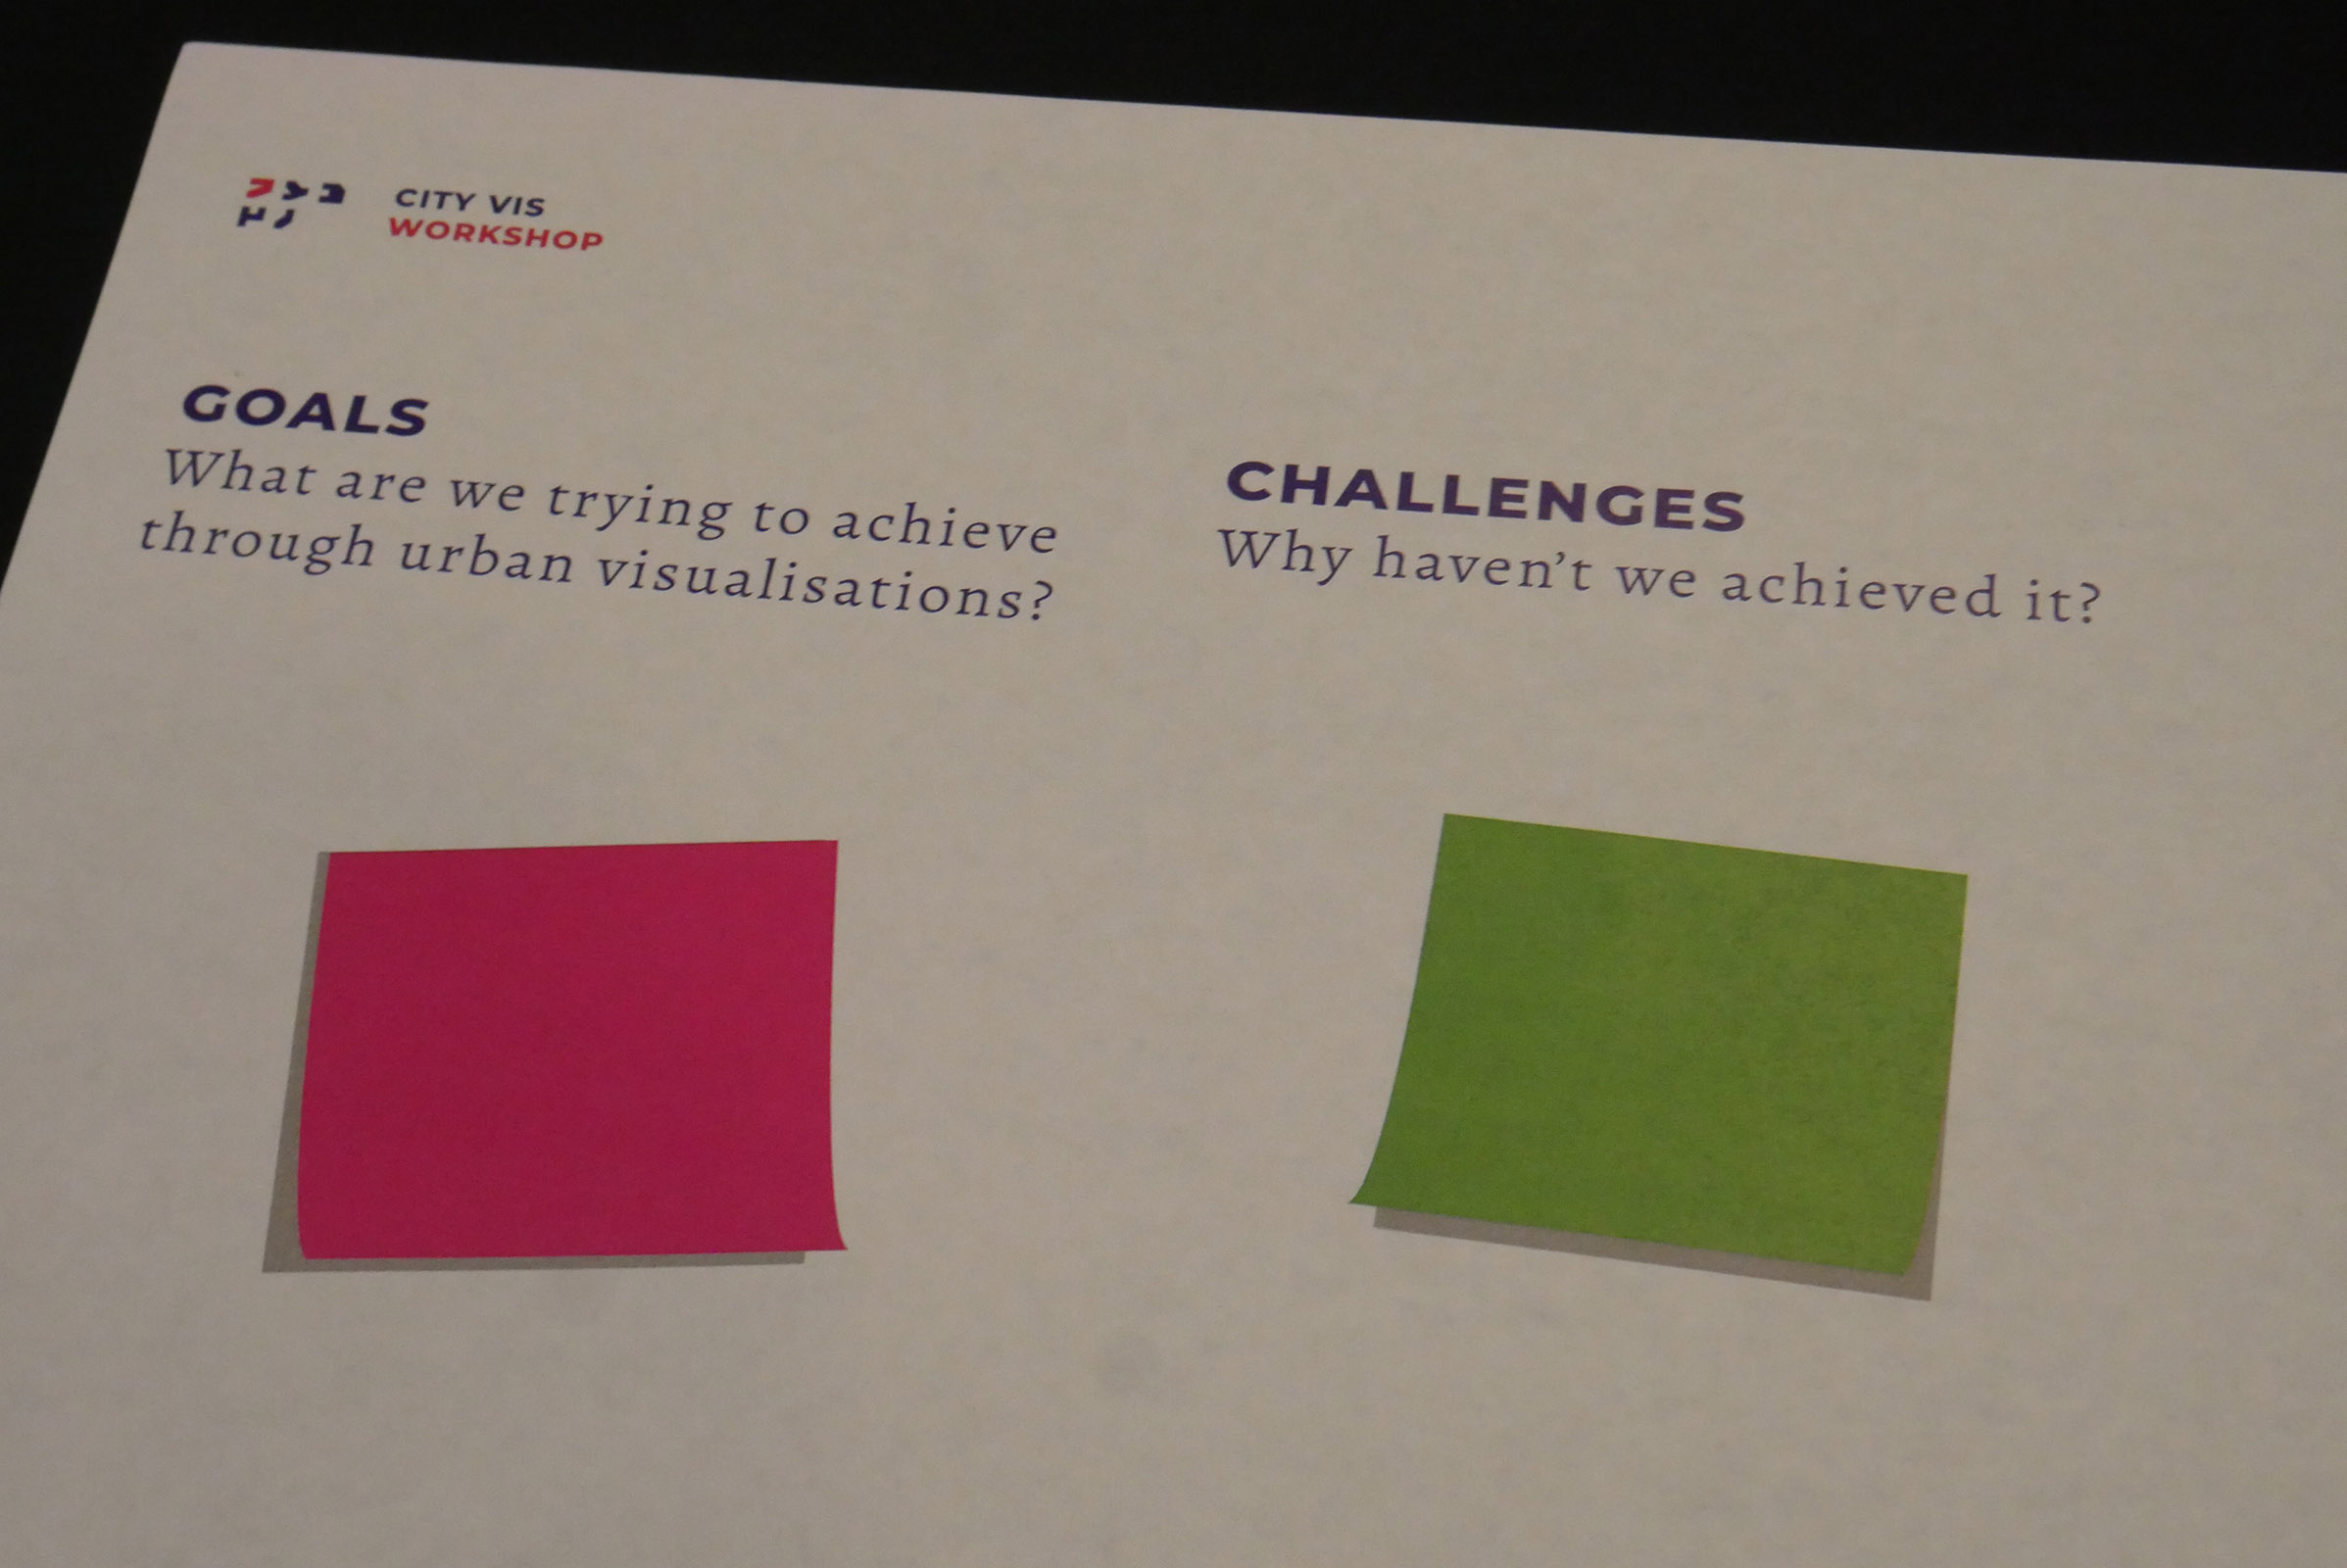 CITY VIS
WORKSHOP
GOALS
What are we trying to achieve
through urban visualisations?
CHALLENGES
Why haven’t we achieved it?